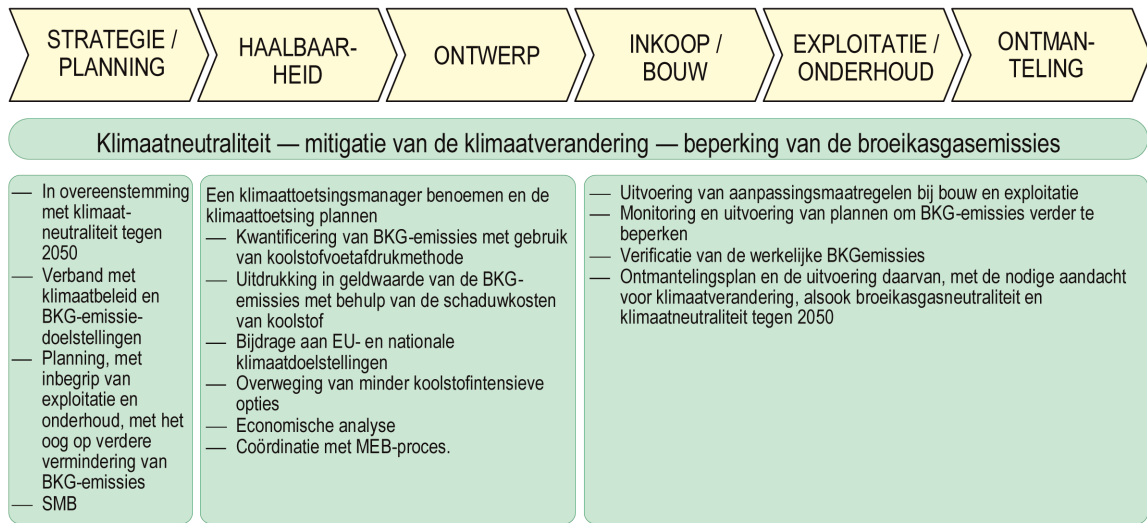 STRATEGIE /
PLANNING
HAALBAAR-
HEID
ONTWERP
INKOOP /
BOUW
EXPLOITATIE /
ONDERHOUD
ONTMAN-
TELING
Klimaatneutraliteit — mitigatie van de klimaatverandering — beperking van de broeikasgasemissies
— In overeenstemming
met klimaat-
neutraliteit tegen
2050
— Verband met
klimaatbeleid en
BKG-emissie-
doelstellingen
— Planning, met
inbegrip van
exploitatie en
onderhoud, met het
oog op verdere
vermindering van
BKG-emissies
— SMB
Een klimaattoetsingsmanager benoemen en de
klimaattoetsing plannen
— Kwantificering van BKG-emissies met gebruik
van koolstofvoetafdrukmethode
— Uitdrukking in geldwaarde van de BKG-
emissies met behulp van de schaduwkosten
van koolstof
— Bijdrage aan EU- en nationale
klimaatdoelstellingen
— Overweging van minder koolstofintensieve
opties
— Economische analyse
— Coördinatie met MEB-proces.
— Uitvoering van aanpassingsmaatregelen bij bouw en exploitatie
— Monitoring en uitvoering van plannen om BKG-emissies verder te
beperken
— Verificatie van de werkelijke BKGemissies
— Ontmantelingsplan en de uitvoering daarvan, met de nodige aandacht
voor klimaatverandering, alsook broeikasgasneutraliteit en
klimaatneutraliteit tegen 2050